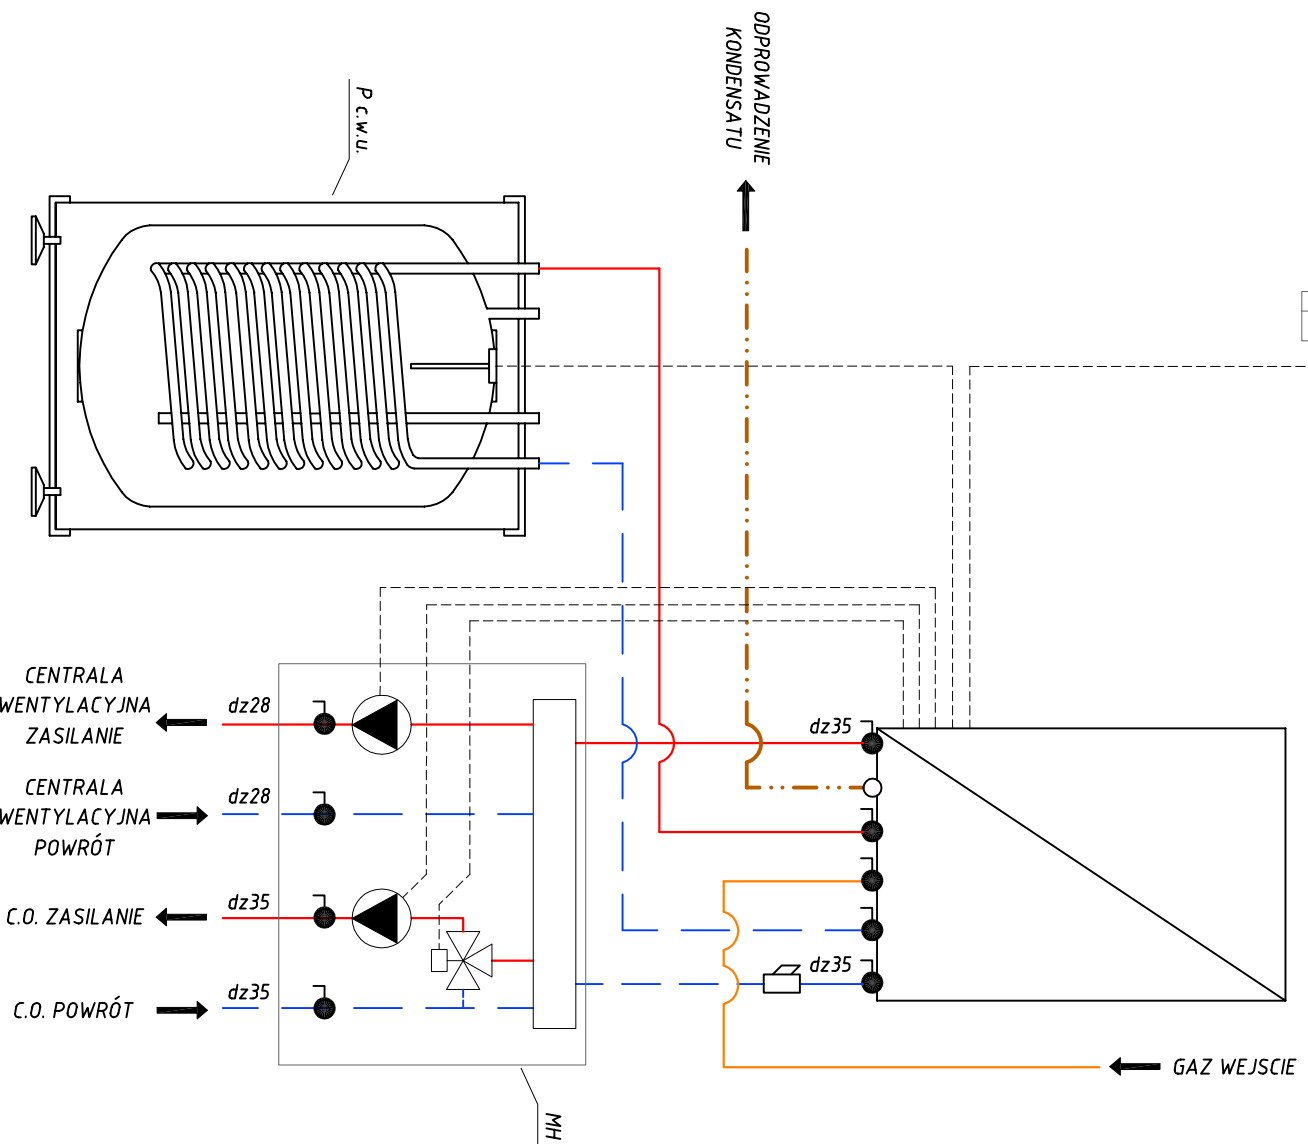 ODPROWADZENIE
KONDENSATU
P c.w.u.
CENTRALA
WENTYLACYJNA
ZASILANIE
dz28
CENTRALA
WENTYLACYJNA
POWRÓT
dz28
C.O. ZASILANIE
dz35
C.O. POWRÓT
dz35
dz35
dz35
GAZ WEJSCIE
MH